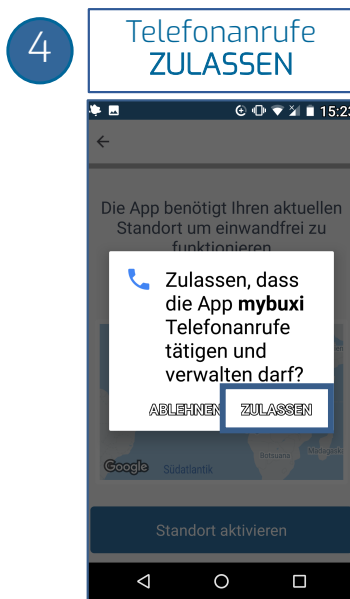 4
Telefonanrufe
ZULASSEN
15:23
Die App benötigt Ihren aktuellen
Standort um einwandfrei zu
funktionieren
Zulassen, dass
die App mybuxi
Telefonanrufe
tätigen und
verwalten darf?
ABLEHNEN
ZULASSEN
Botsuana
Google
Südatlantik
Standort aktivieren